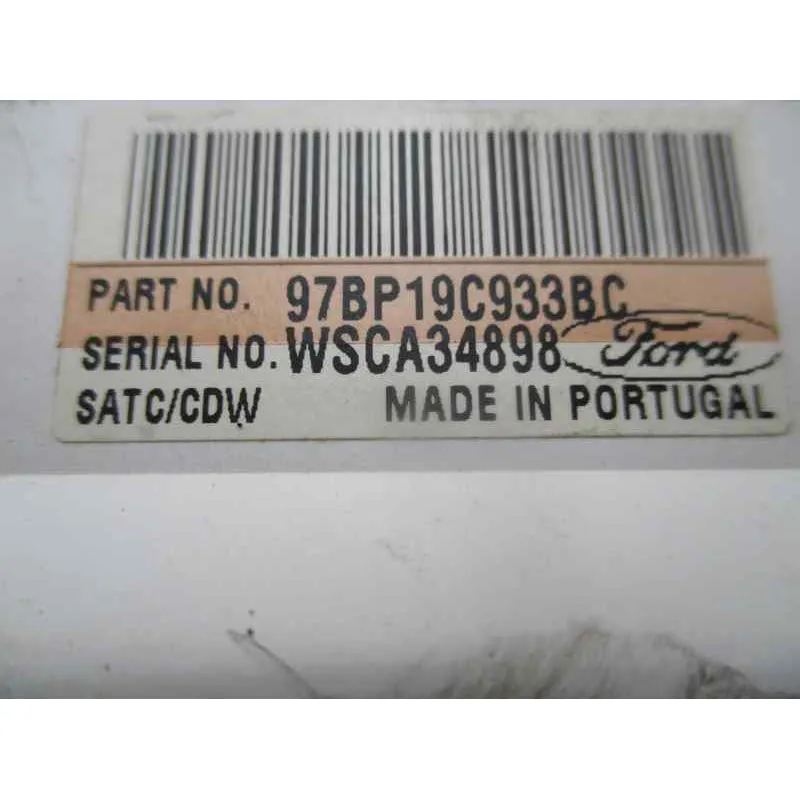 PART NO. 97BP19C933BC
SERIAL NO. WSCA34898 Ford
SATC/CDW MADE IN PORTUGAL